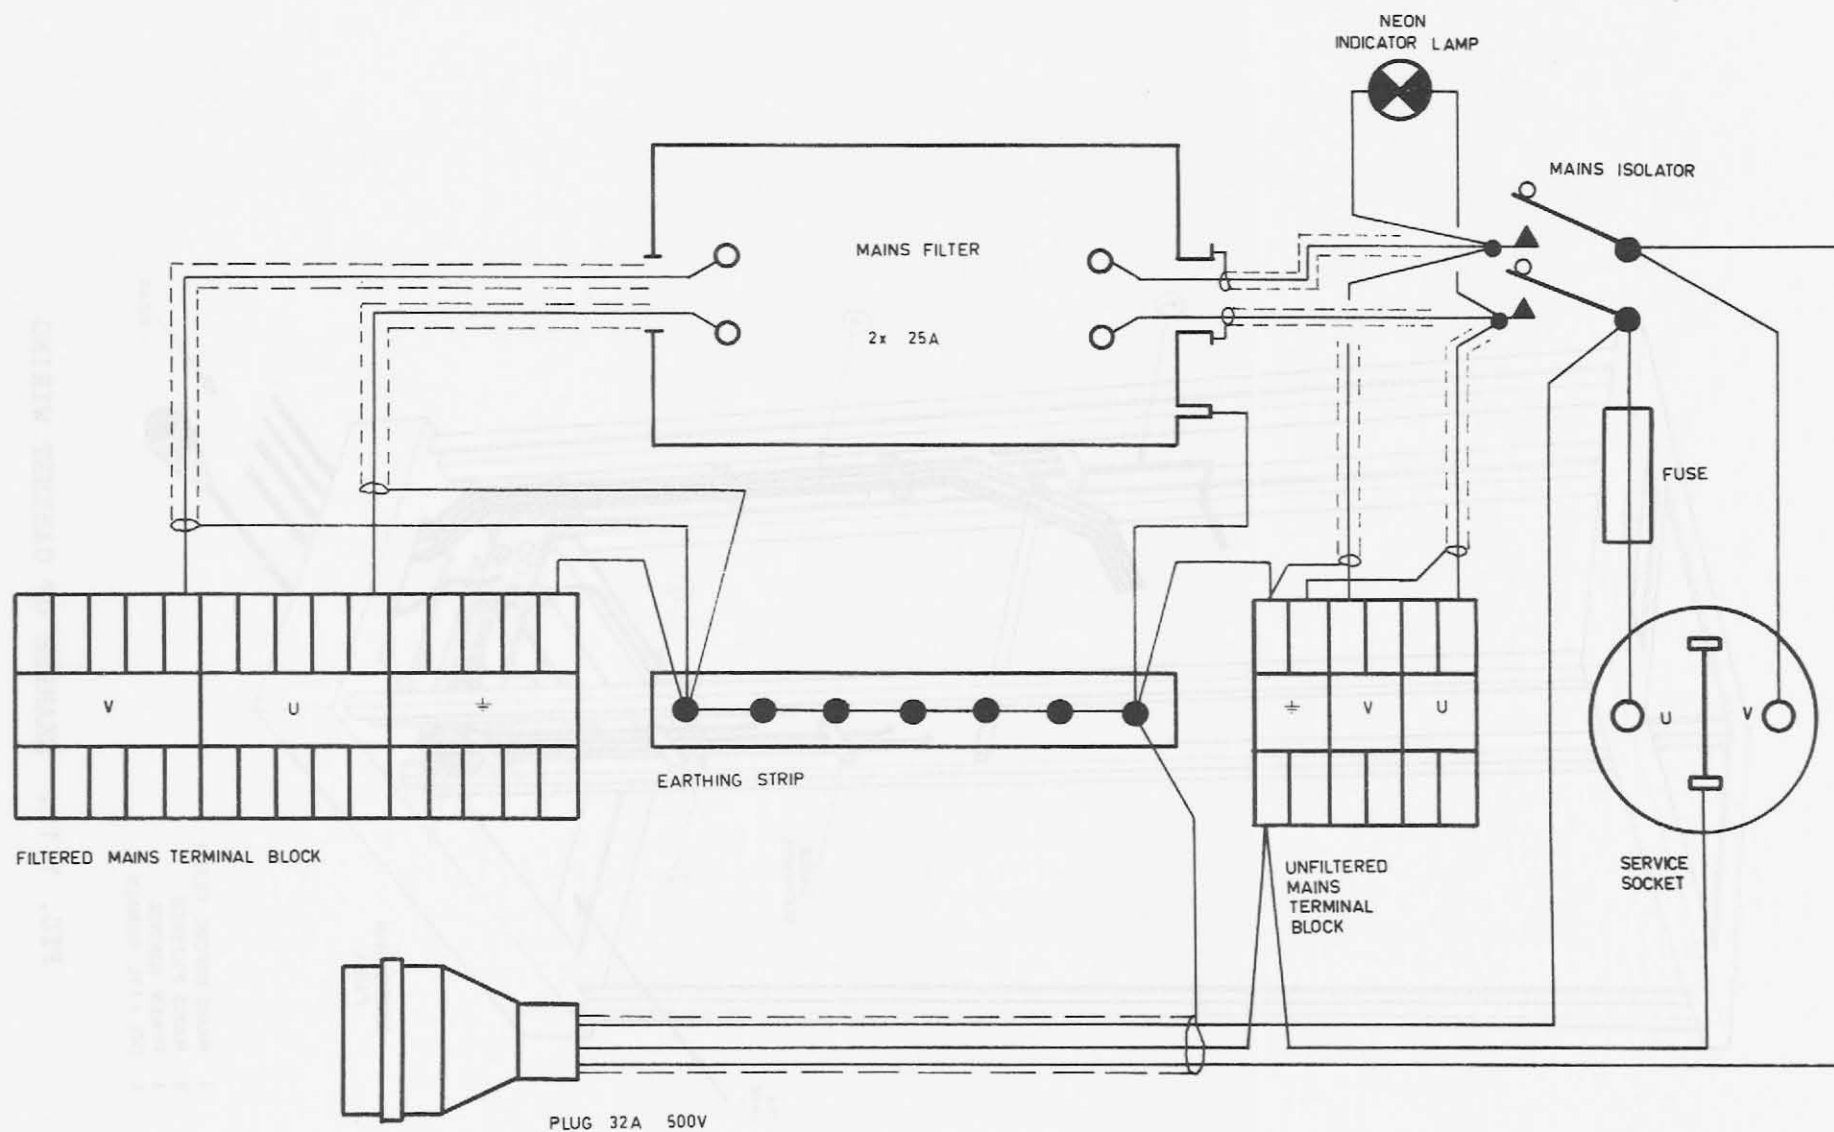 NEON
INDICATOR LAMP
MAINS ISOLATOR
MAINS FILTER
2x 25A
FUSE
V
U
V
U
U
V
EARTHING STRIP
FILTERED MAINS TERMINAL BLOCK
UNFILTERED
MAINS
TERMINAL
BLOCK
SERVICE
SOCKET
PLUG 32A 500V